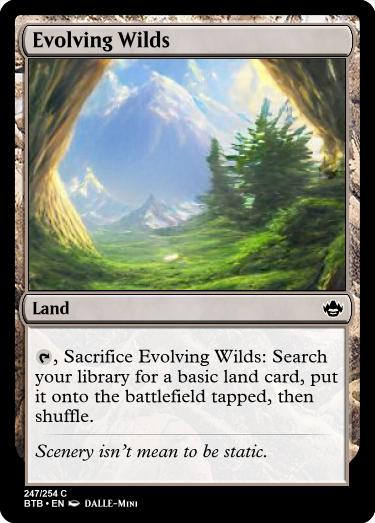 Evolving Wilds
Land
, Sacrifice Evolving Wilds: Search
your library for a basic land card, put
it onto the battlefield tapped, then
shuffle.
Scenery isn't mean to be static.
247/254 C
BTB • EN DALLE-Mini